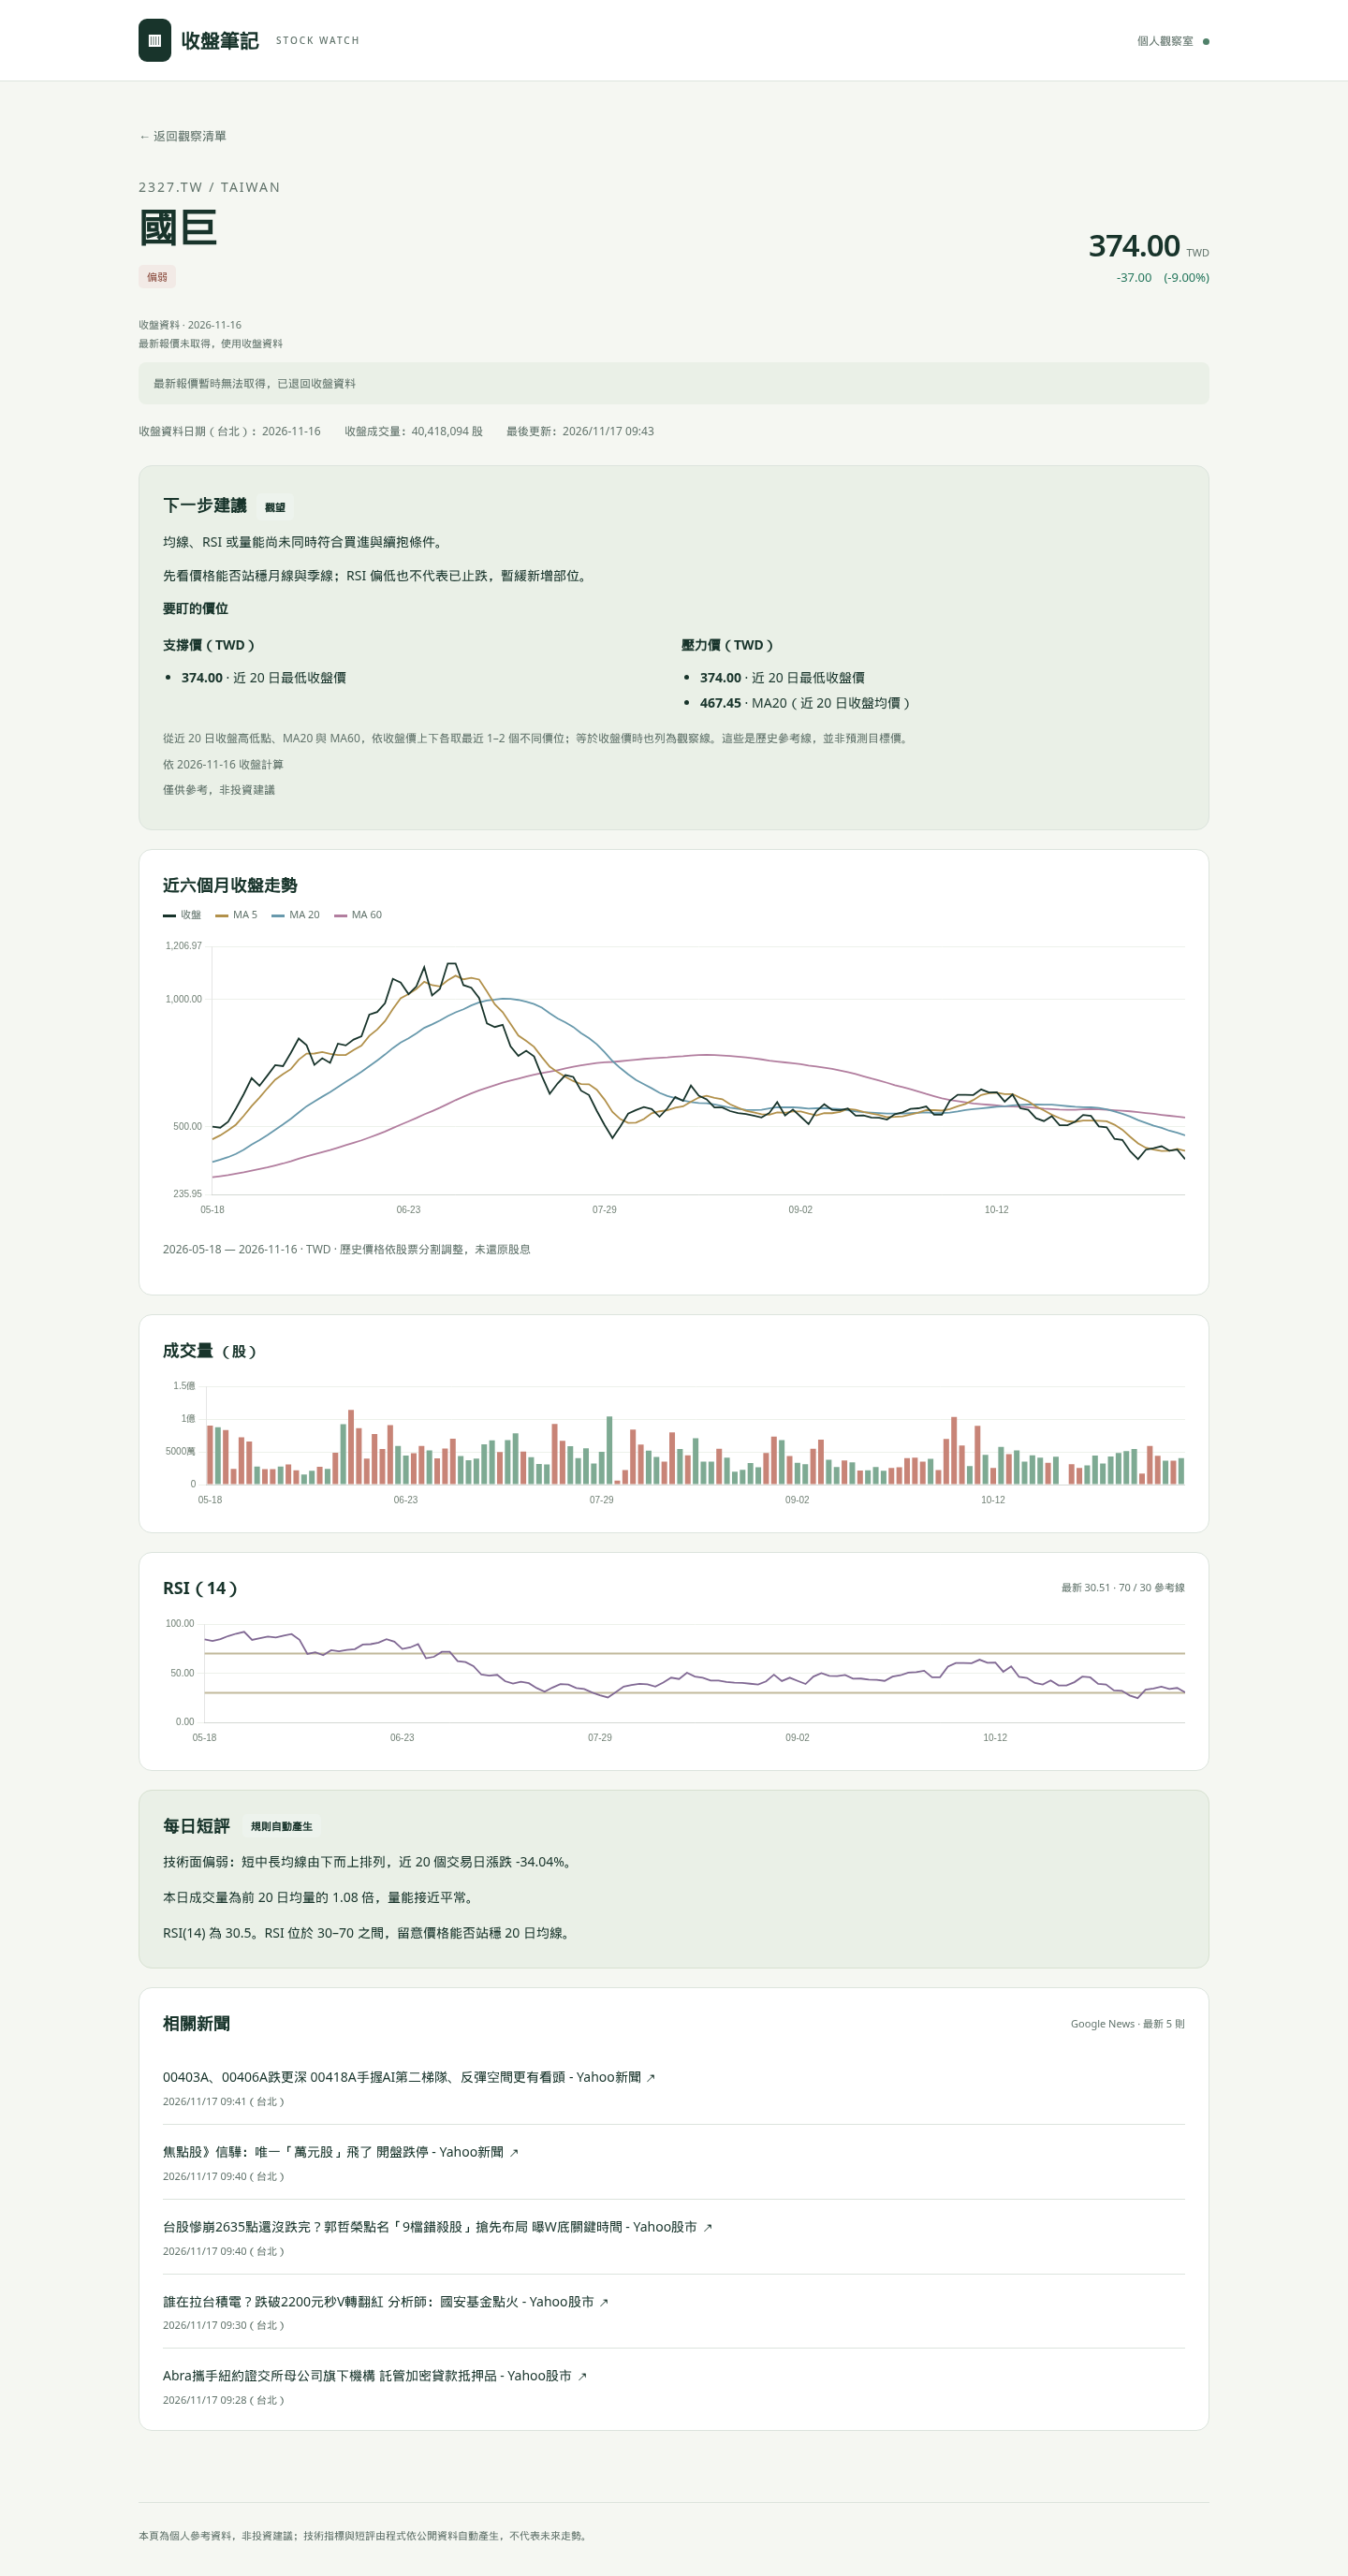 收盤筆記 STOCK WATCH
個人觀察室
← 返回觀察清單
2327.TW / TAIWAN
國巨
偏弱
374.00 TWD
-37.00 (-9.00%)
收盤資料 · 2026-11-16
最新報價未取得，使用收盤資料
最新報價暫時無法取得，已退回收盤資料
收盤資料日期（台北）：2026-11-16 收盤成交量：40,418,094 股 最後更新：2026/11/17 09:43
下一步建議 觀望
均線、RSI 或量能尚未同時符合買進與續抱條件。
先看價格能否站穩月線與季線；RSI 偏低也不代表已止跌，暫緩新增部位。
要盯的價位
支撐價（TWD）
• 374.00 · 近 20 日最低收盤價
壓力價（TWD）
• 374.00 · 近 20 日最低收盤價
• 467.45 · MA20（近 20 日收盤均價）
從近 20 日收盤高低點、MA20 與 MA60，依收盤價上下各取最近 1–2 個不同價位；等於收盤價時也列為觀察線。這些是歷史參考線，並非預測目標價。
依 2026-11-16 收盤計算
僅供參考，非投資建議
近六個月收盤走勢
收盤 MA 5 MA 20 MA 60
1,206.97
1,000.00
500.00
235.95
05-18 06-23 07-29 09-02 10-12
2026-05-18 — 2026-11-16 · TWD · 歷史價格依股票分割調整，未還原股息
成交量（股）
1.5億
1億
5000萬
0
05-18 06-23 07-29 09-02 10-12
RSI（14）
最新 30.51 · 70 / 30 參考線
100.00
50.00
0.00
05-18 06-23 07-29 09-02 10-12
每日短評 規則自動產生
技術面偏弱：短中長均線由下而上排列，近 20 個交易日漲跌 -34.04%。
本日成交量為前 20 日均量的 1.08 倍，量能接近平常。
RSI(14) 為 30.5。RSI 位於 30–70 之間，留意價格能否站穩 20 日均線。
相關新聞
Google News · 最新 5 則
00403A、00406A跌更深 00418A手握AI第二梯隊、反彈空間更有看頭 - Yahoo新聞 ↗
2026/11/17 09:41（台北）
焦點股》信驊：唯一「萬元股」飛了 開盤跌停 - Yahoo新聞 ↗
2026/11/17 09:40（台北）
台股慘崩2635點還沒跌完？郭哲榮點名「9檔錯殺股」搶先布局 曝W底關鍵時間 - Yahoo股市 ↗
2026/11/17 09:40（台北）
誰在拉台積電？跌破2200元秒V轉翻紅 分析師：國安基金點火 - Yahoo股市 ↗
2026/11/17 09:30（台北）
Abra攜手紐約證交所母公司旗下機構 託管加密貸款抵押品 - Yahoo股市 ↗
2026/11/17 09:28（台北）
本頁為個人參考資料，非投資建議；技術指標與短評由程式依公開資料自動產生，不代表未來走勢。